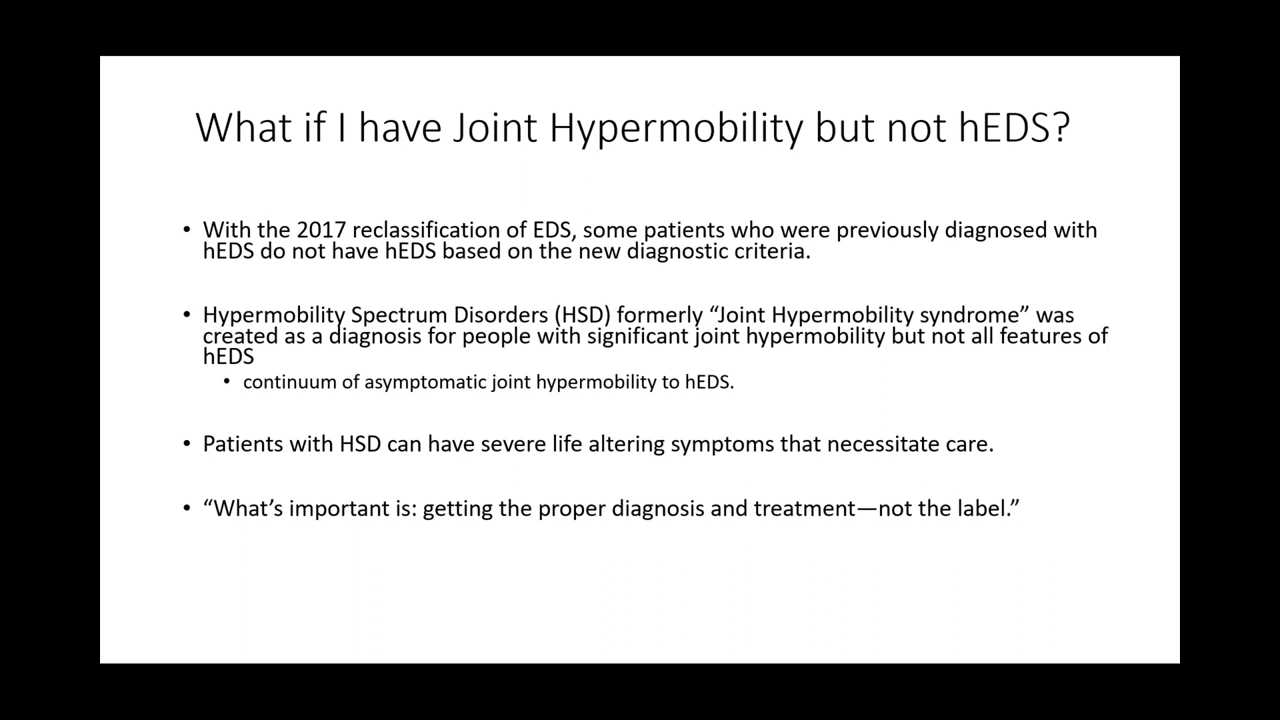 What if I have Joint Hypermobility but not hEDS?
• With the 2017 reclassification of EDS, some patients who were previously diagnosed with
hEDS do not have hEDS based on the new diagnostic criteria.
• Hypermobility Spectrum Disorders (HSD) formerly “Joint Hypermobility syndrome” was
created as a diagnosis for people with significant joint hypermobility but not all features of
hEDS
• continuum of asymptomatic joint hypermobility to hEDS.
• Patients with HSD can have severe life altering symptoms that necessitate care.
• “What’s important is: getting the proper diagnosis and treatment—not the label.”